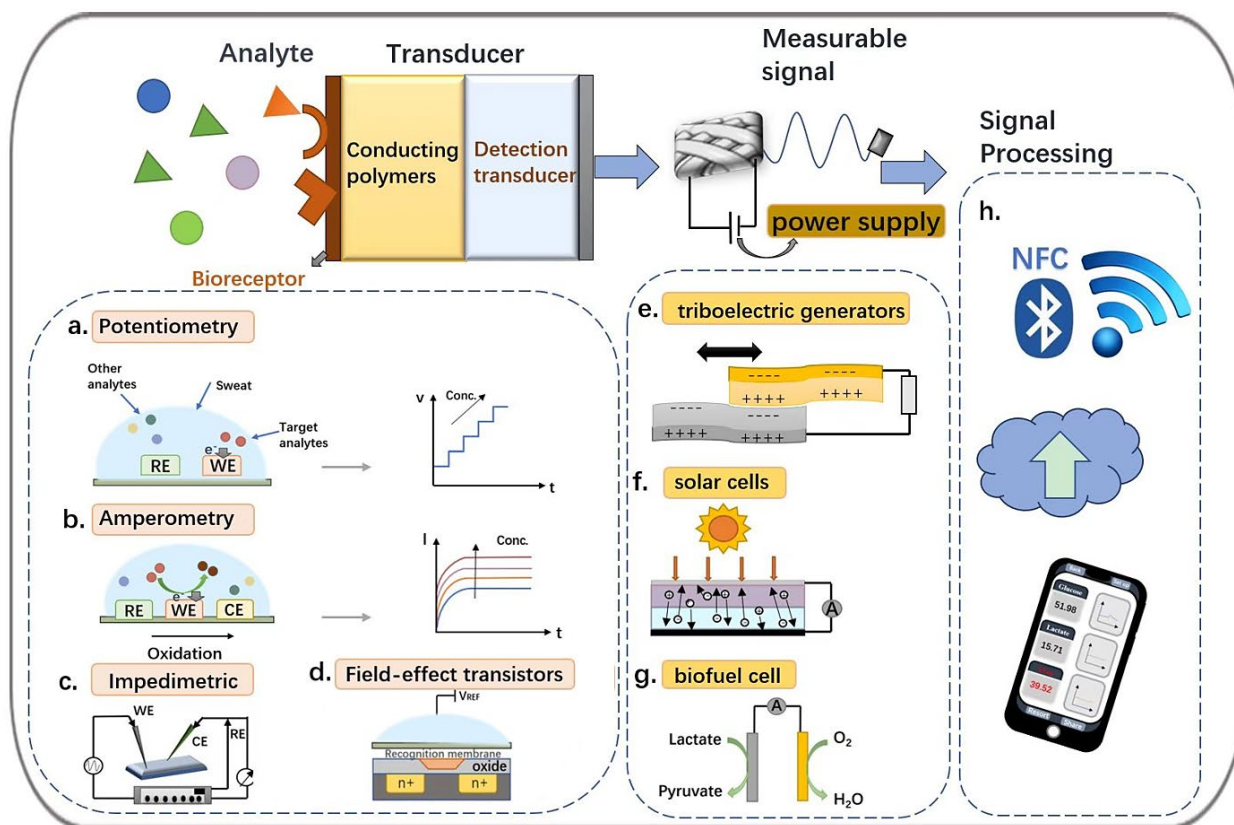 Analyte
Transducer
Measurable
signal
Signal
Processing
Conducting
polymers
Detection
transducer
power supply
Bioreceptor
a. Potentiometry
Other
analytes
Sweat
Target
analytes
e-
RE
WE
V
Conc.
t
b. Amperometry
e-
RE
WE
CE
Oxidation
I
Conc.
t
c. Impedimetric
WE
CE
RE
d. Field-effect transistors
VREF
Recognition membrane
oxide
n+
n+
e. triboelectric generators
- - - -
- - - -
++++
++++
- - - -
- - - -
++++
++++
f. solar cells
A
g. biofuel cell
A
Lactate
O2
Pyruvate
H2O
h.
NFC
Glucose
51.98
Lactate
15.71
39.52
Share